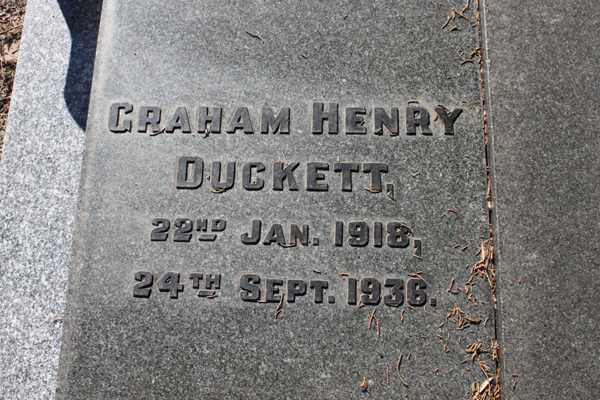 GRAHAM HENRY
DUCKETT,
22ND JAN. 1918,
24TH SEPT. 1936.